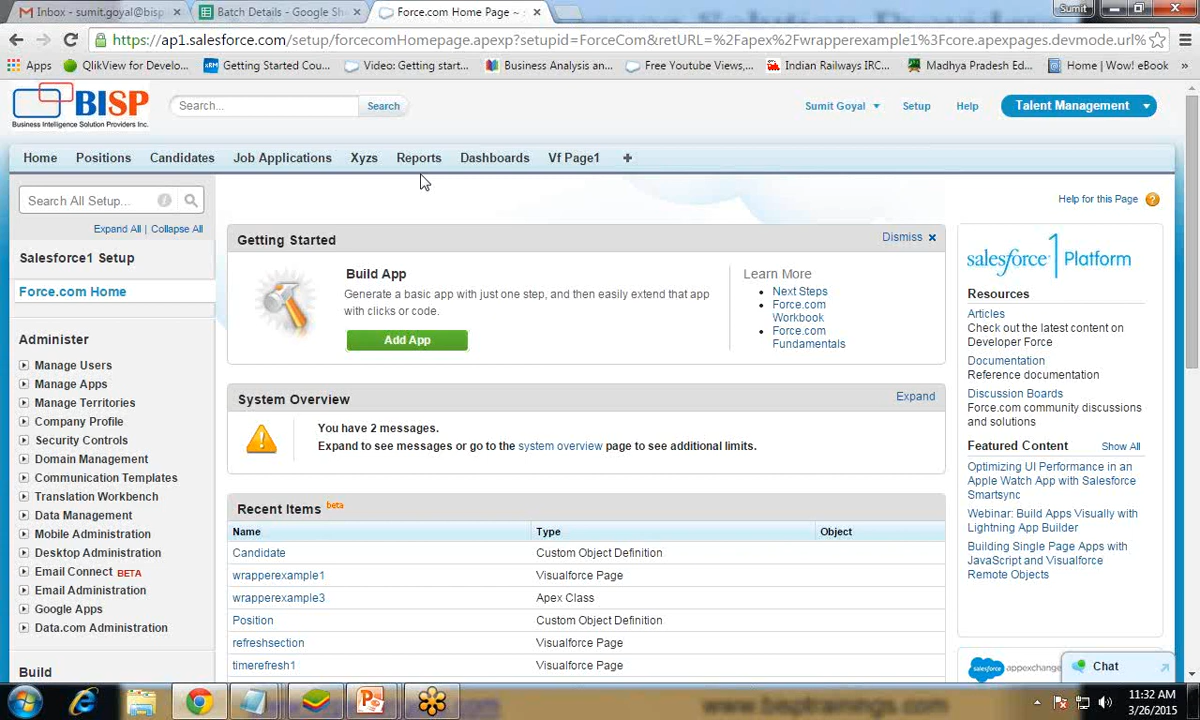 Inbox - sumit.goyal@bisp
Batch Details - Google She
Force.com Home Page ~ s
Sumit
https://ap1.salesforce.com/setup/forcecomHomepage.apexp?setupid=ForceCom&retURL=%2Fapex%2Fwrapperexample1%3Fcore.apexpages.devmode.url%
Apps
QlikView for Develo...
Getting Started Cou...
Video: Getting start...
Business Analysis an...
Free Youtube Views,...
Indian Railways IRC...
Madhya Pradesh Ed...
Home | Wow! eBook
»
BISP
Business Intelligence Solution Providers Inc.
Search...
Search
Sumit Goyal
Setup
Help
Talent Management
Home
Positions
Candidates
Job Applications
Xyzs
Reports
Dashboards
Vf Page1
+
Search All Setup...
Expand All | Collapse All
Salesforce1 Setup
Force.com Home
Administer
Manage Users
Manage Apps
Manage Territories
Company Profile
Security Controls
Domain Management
Communication Templates
Translation Workbench
Data Management
Mobile Administration
Desktop Administration
Email Connect BETA
Email Administration
Google Apps
Data.com Administration
Build
Help for this Page
Getting Started
Dismiss
Build App
Generate a basic app with just one step, and then easily extend that app
with clicks or code.
Add App
Learn More
Next Steps
Force.com
Workbook
Force.com
Fundamentals
System Overview
Expand
You have 2 messages.
Expand to see messages or go to the system overview page to see additional limits.
Recent Items beta
Name Type Object
Candidate Custom Object Definition
wrapperexample1 Visualforce Page
wrapperexample3 Apex Class
Position Custom Object Definition
refreshsection Visualforce Page
timerefresh1 Visualforce Page
salesforce1 Platform
Resources
Articles
Check out the latest content on
Developer Force
Documentation
Reference documentation
Discussion Boards
Force.com community discussions
and solutions
Featured Content
Show All
Optimizing UI Performance in an
Apple Watch App with Salesforce
Smartsync
Webinar: Build Apps Visually with
Lightning App Builder
Building Single Page Apps with
JavaScript and Visualforce
Remote Objects
salesforce appexchange
Chat
www.bisptrainings.com
11:32 AM
3/26/2015